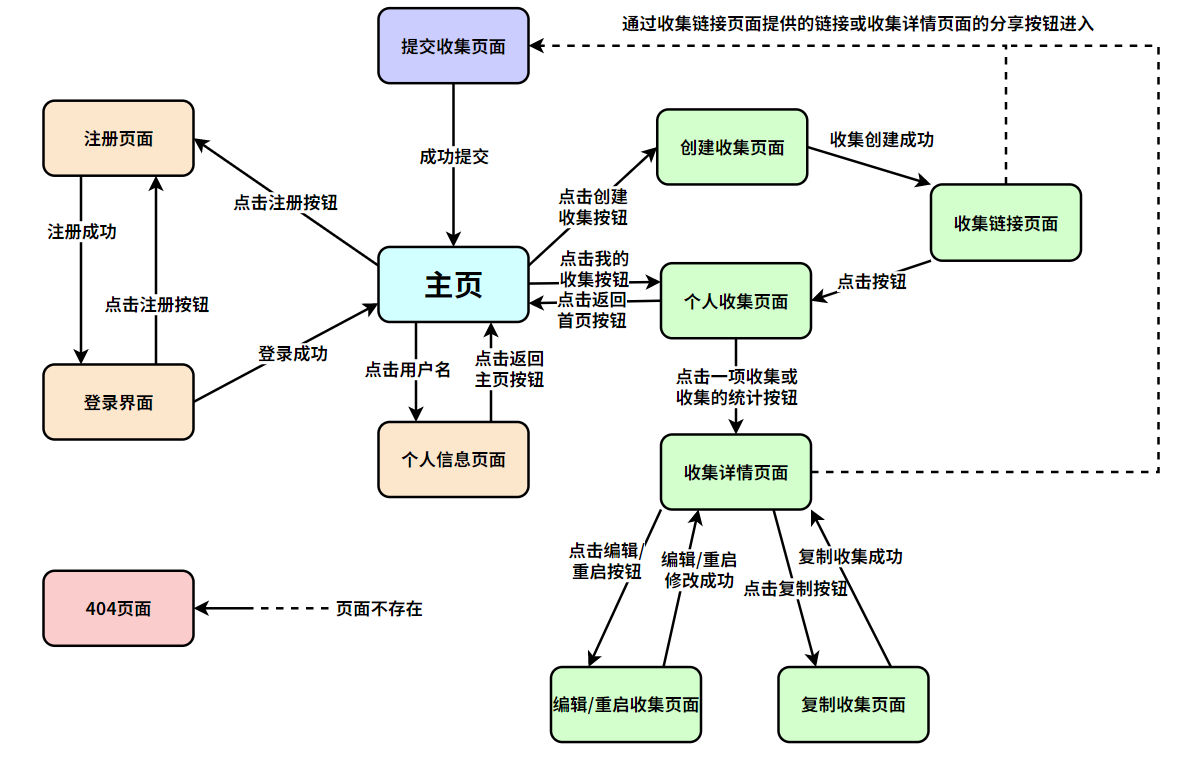 通过收集链接页面提供的链接或收集详情页面的分享按钮进入
提交收集页面
注册页面
创建收集页面
收集创建成功
成功提交
点击注册按钮
点击创建
收集按钮
收集链接页面
注册成功
点击我的
收集按钮
主页
点击按钮
个人收集页面
点击注册按钮
点击返回
首页按钮
登录成功
点击用户名
点击返回
主页按钮
点击一项收集或
收集的统计按钮
登录界面
个人信息页面
收集详情页面
点击编辑/
重启按钮
编辑/重启
修改成功
复制收集成功
点击复制按钮
404页面
页面不存在
编辑/重启收集页面
复制收集页面